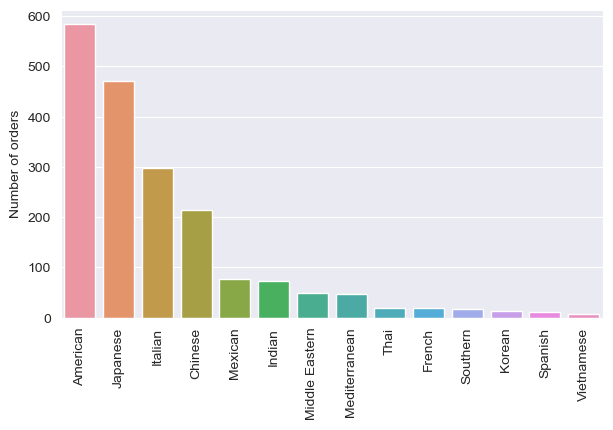 Number of orders
600
500
400
300
200
100
0
American
Japanese
Italian
Chinese
Mexican
Indian
Middle Eastern
Mediterranean
Thai
French
Southern
Korean
Spanish
Vietnamese